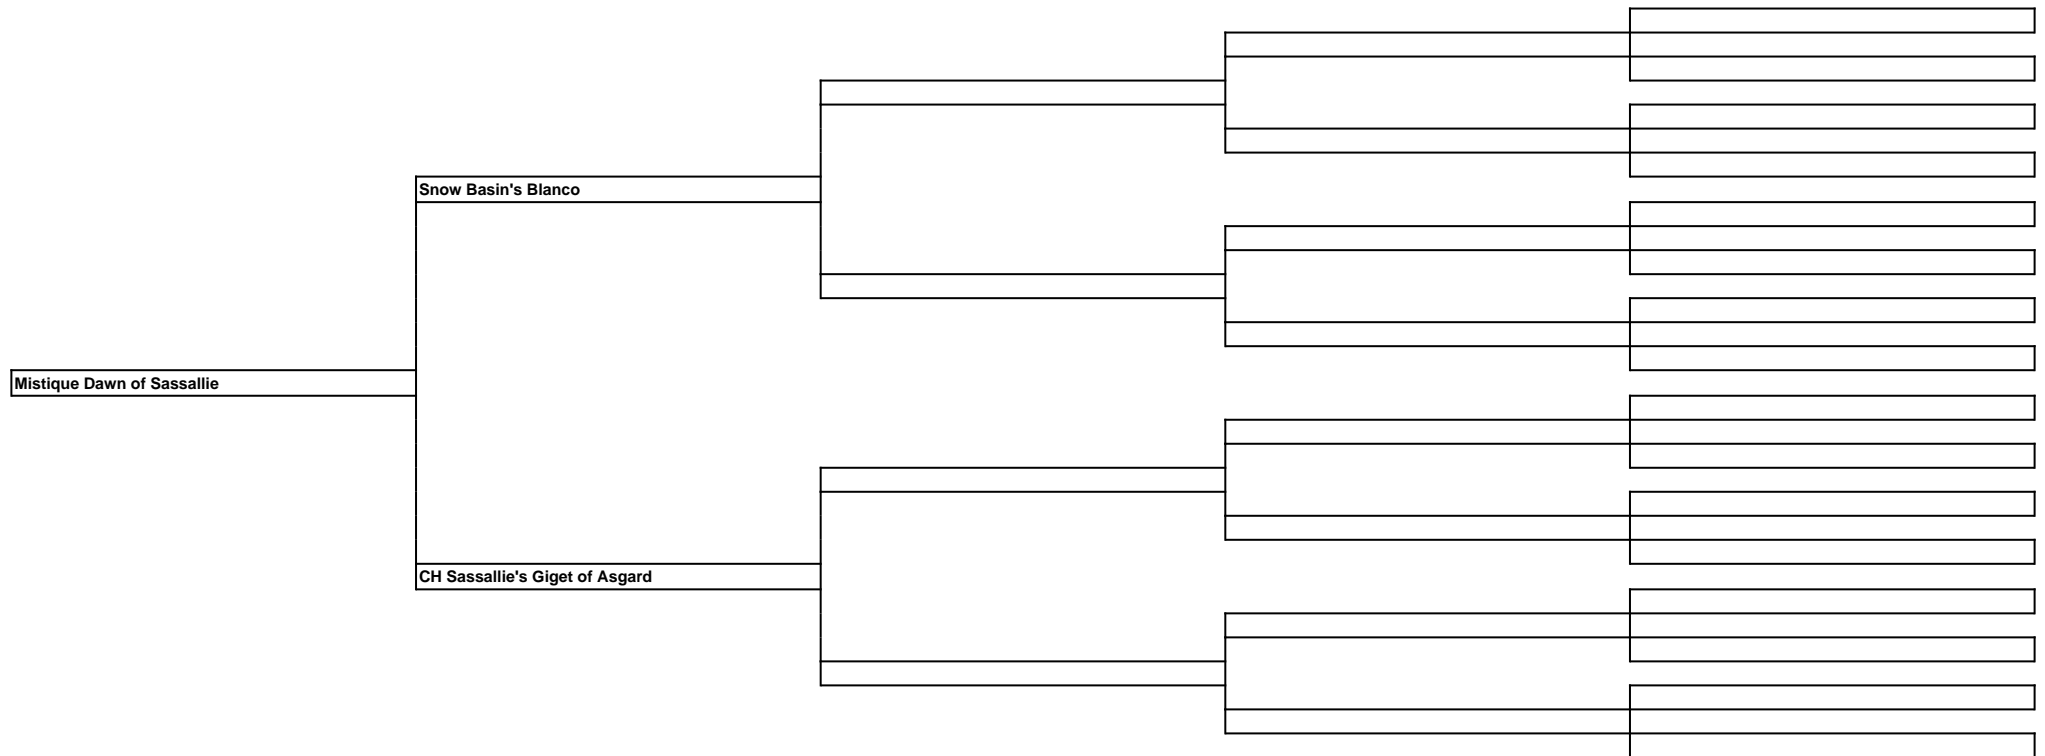 Snow Basin's Blanco
Mistique Dawn of Sassallie
CH Sassallie's Giget of Asgard